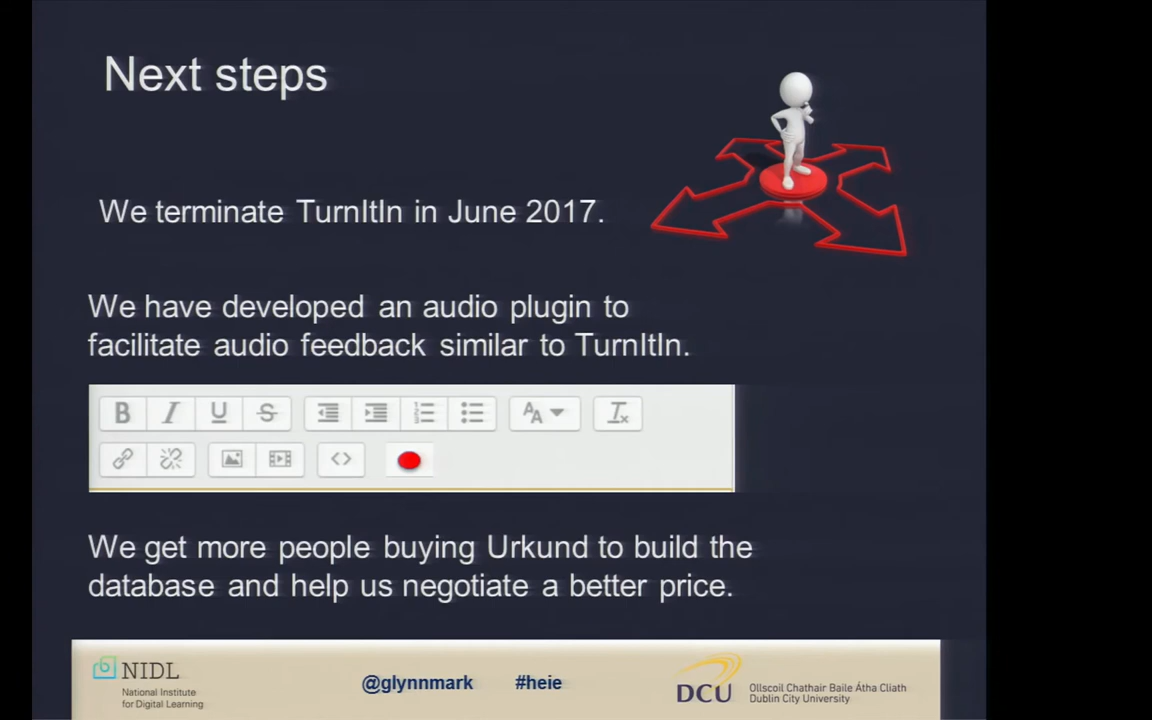 Next steps
We terminate TurnItIn in June 2017.
We have developed an audio plugin to
facilitate audio feedback similar to TurnItIn.
B I U S AA Tx
We get more people buying Urkund to build the
database and help us negotiate a better price.
NIDL
National Institute
for Digital Learning
@glynnmark #heie
DCU
Ollscoil Chathair Baile Átha Cliath
Dublin City University